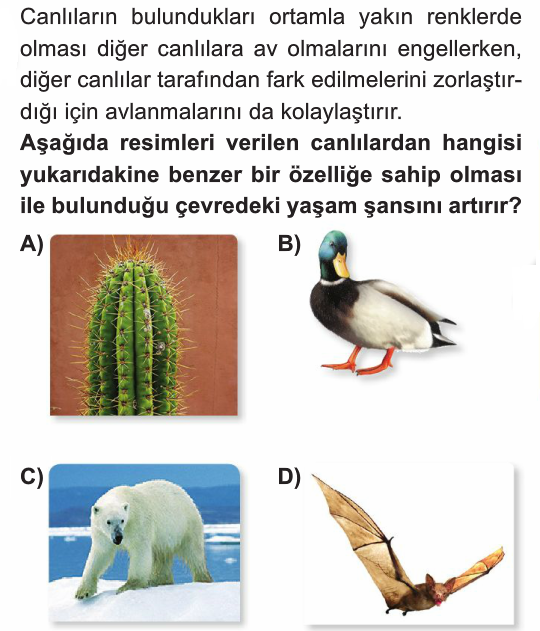 Canlıların bulundukları ortamla yakın renklerde
olması diğer canlılara av olmalarını engellerken,
diğer canlılar tarafından fark edilmelerini zorlaştır-
dığı için avlanmalarını da kolaylaştırır.
Aşağıda resimleri verilen canlılardan hangisi
yukarıdakine benzer bir özelliğe sahip olması
ile bulunduğu çevredeki yaşam şansını artırır?
A) B)
C) D)